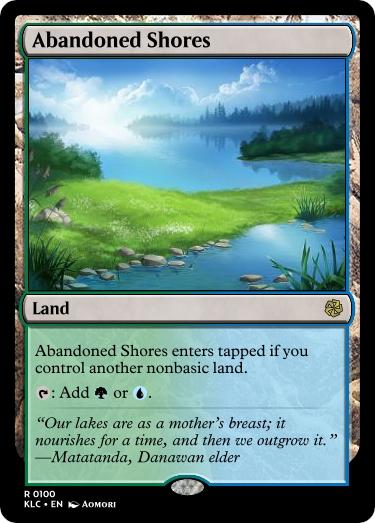 Abandoned Shores
Land
Abandoned Shores enters tapped if you
control another nonbasic land.
: Add or .
“Our lakes are as a mother’s breast; it
nourishes for a time, and then we outgrow it.”
—Matatanda, Danawan elder
R 0100
KLC • EN Aomori